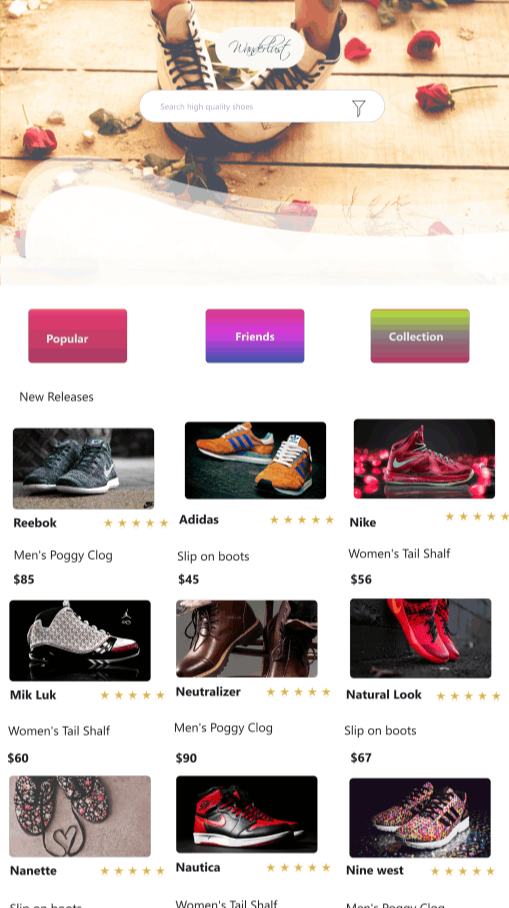 Wanderlust
Search high quality shoes
Popular
Friends
Collection
New Releases
Reebok
Adidas
Nike
Men's Poggy Clog
Slip on boots
Women's Tail Shalf
$85
$45
$56
Mik Luk
Neutralizer
Natural Look
Women's Tail Shalf
Men's Poggy Clog
Slip on boots
$60
$90
$67
Nanette
Nautica
Nine west
Slip on boots
Women's Tail Shalf
Men's Poggy Clog